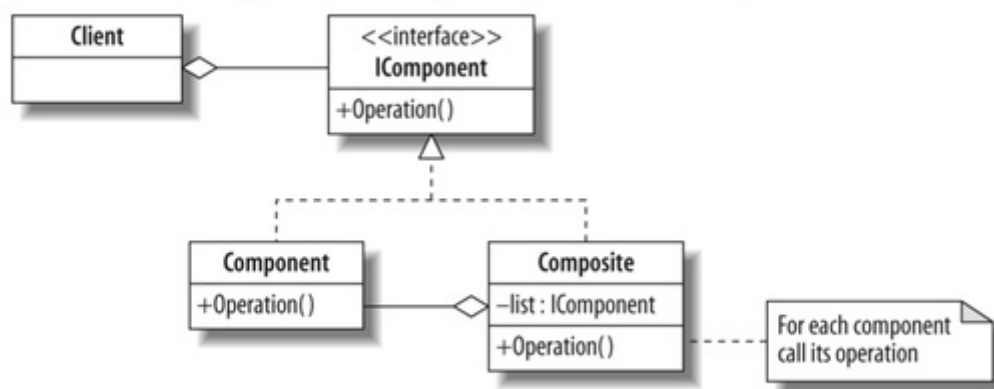 Client
<<interface>>
IComponent
+Operation()
Component
+Operation()
Composite
–list : IComponent
+Operation()
For each component
call its operation